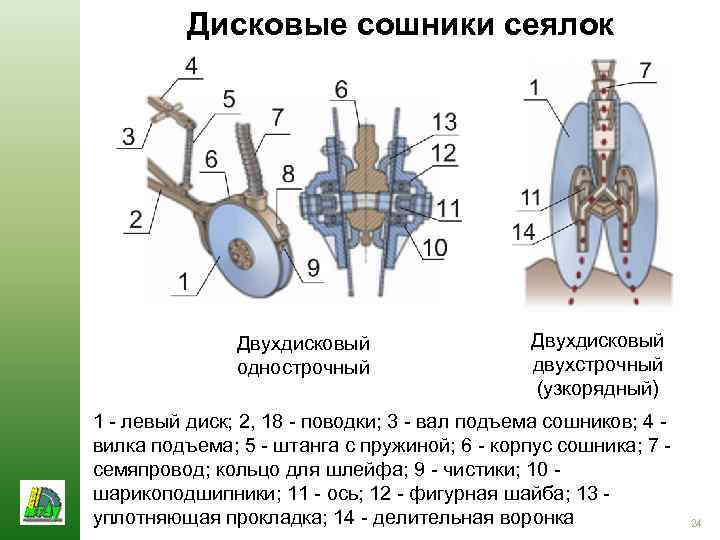 Дисковые сошники сеялок
4
5
3
7
6
8
2
1
9
6
13
12
11
10
1
7
11
14
Двухдисковый
однострочный
Двухдисковый
двухстрочный
(узкорядный)
1 - левый диск; 2, 18 - поводки; 3 - вал подъема сошников; 4 -
вилка подъема; 5 - штанга с пружиной; 6 - корпус сошника; 7 -
семяпровод; кольцо для шлейфа; 9 - чистики; 10 -
шарикоподшипники; 11 - ось; 12 - фигурная шайба; 13 -
уплотняющая прокладка; 14 - делительная воронка
24